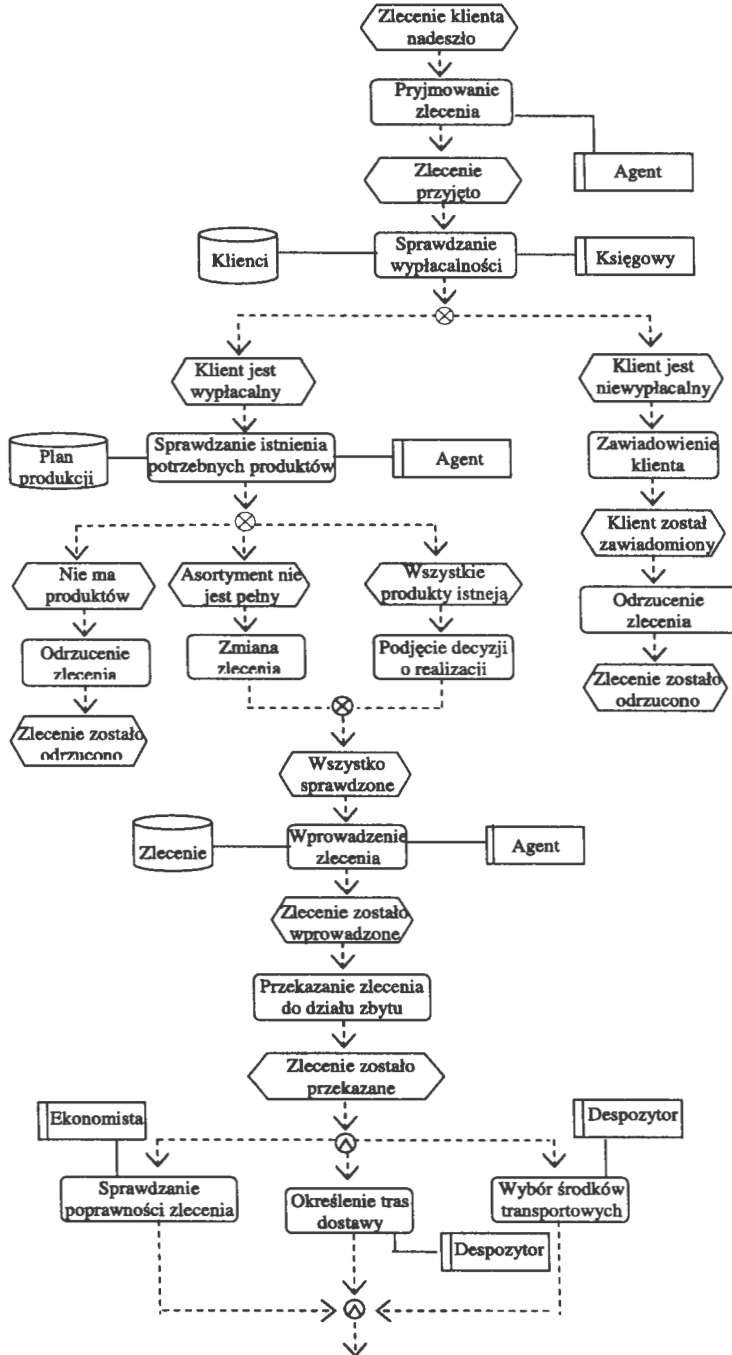 Zlecenie klienta
nadeszło
Pryjmowanie
zlecenia
Agent
Zlecenie
przyjęto
Klienci
Sprawdzanie
wypłacalności
Księgowy
Klient jest
wypłacalny
Klient jest
niewypłacalny
Plan
produkcji
Sprawdzanie istnienia
potrzebnych produktów
Agent
Zawiadowienie
klienta
Klient został
zawiadomiony
Nie ma
produktów
Asortyment nie
jest pełny
Wszystkie
produkty istneją
Odrzucenie
zlecenia
Odrzucenie
zlecenia
Zmiana
zlecenia
Podjęcie decyzji
o realizacji
Zlecenie zostało
odrzucono
Zlecenie zostało
odrzucono
Wszystko
sprawdzone
Zlecenie
Wprowadzenie
zlecenia
Agent
Zlecenie zostało
wprowadzone
Przekazanie zlecenia
do działu zbytu
Zlecenie zostało
przekazane
Ekonomista
Despozytor
Sprawdzanie
poprawności zlecenia
Określenie tras
dostawy
Wybór środków
transportowych
Despozytor